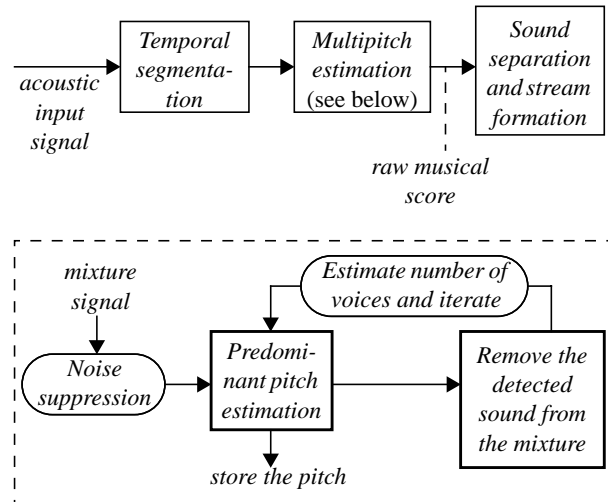 acoustic
input
signal
Temporal
segmenta-
tion
Multipitch
estimation
(see below)
raw musical
score
Sound
separation
and stream
formation
mixture
signal
Noise
suppression
Estimate number of
voices and iterate
Predomi-
nant pitch
estimation
store the pitch
Remove the
detected
sound from
the mixture